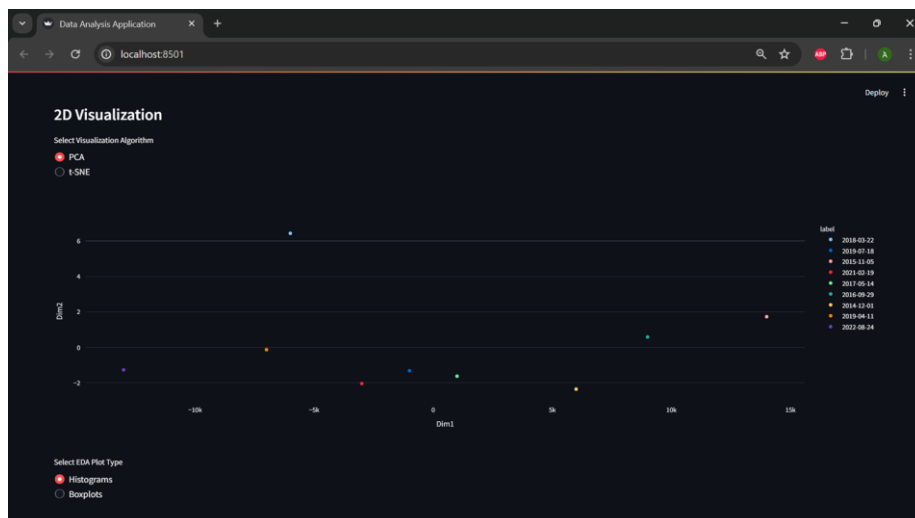 Data Analysis Application
localhost:8501
ABP
A
Deploy
2D Visualization
Select Visualization Algorithm
PCA
t-SNE
label
2018-03-22
2019-07-18
2015-11-05
2021-02-19
2017-05-14
2016-09-29
2014-12-01
2019-04-11
2022-08-24
6
4
2
0
−2
Dim2
−10k
−5k
0
5k
10k
15k
Dim1
Select EDA Plot Type
Histograms
Boxplots